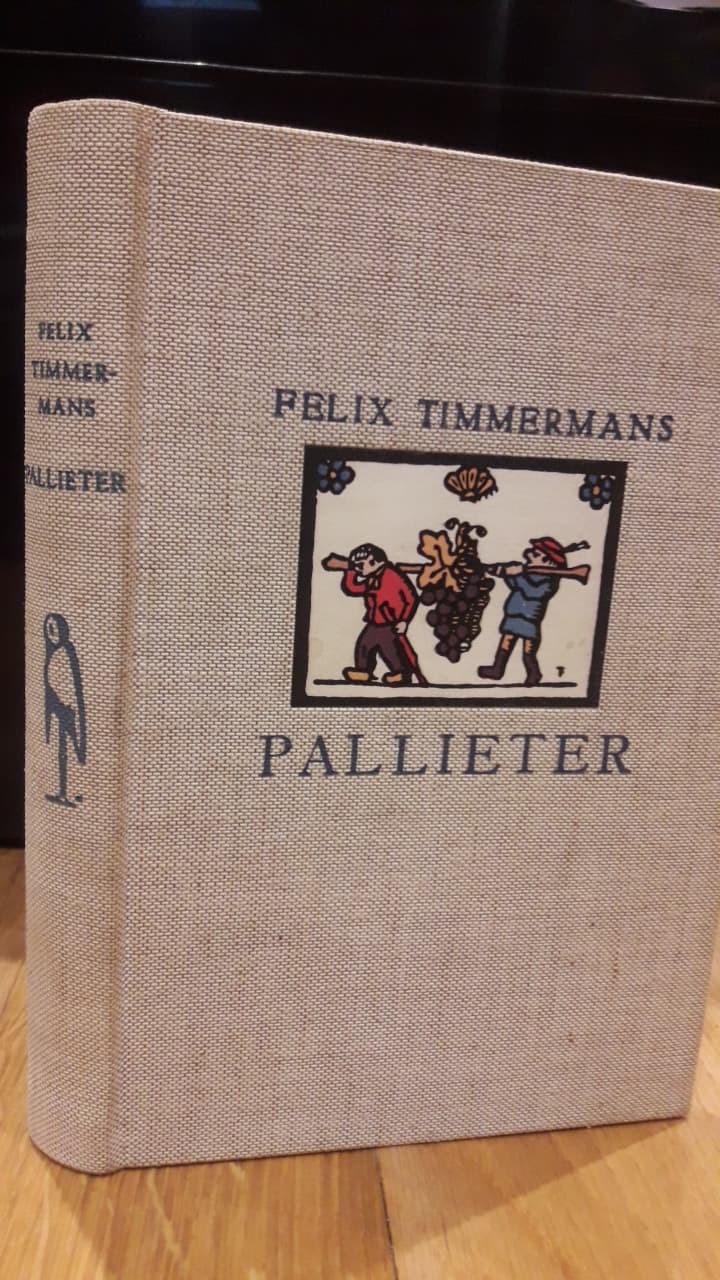 FELIX
TIMMER-
MANS
PALLIETER
FELIX TIMMERMANS
T
PALLIETER